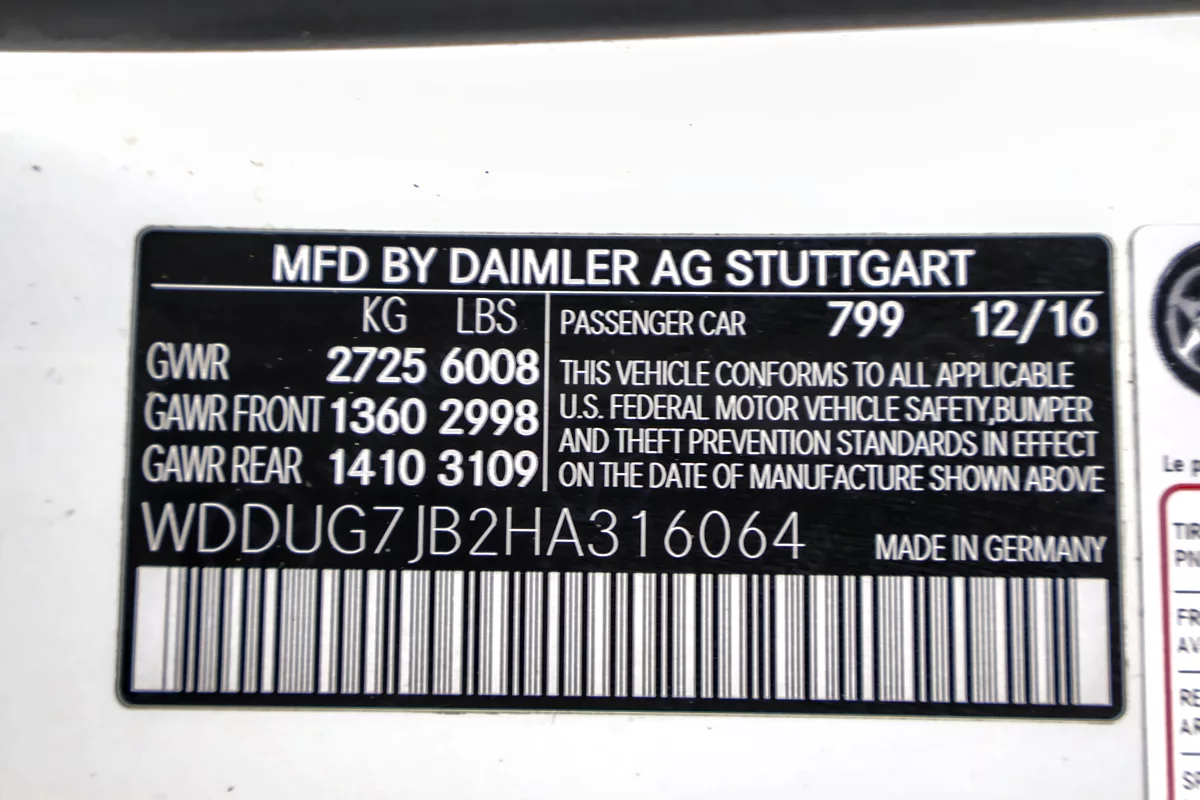 MFD BY DAIMLER AG STUTTGART
KG LBS
GVWR 2725 6008
GAWR FRONT 1360 2998
GAWR REAR 1410 3109
PASSENGER CAR 799 12/16
THIS VEHICLE CONFORMS TO ALL APPLICABLE
U.S. FEDERAL MOTOR VEHICLE SAFETY,BUMPER
AND THEFT PREVENTION STANDARDS IN EFFECT
ON THE DATE OF MANUFACTURE SHOWN ABOVE
WDDUG7JB2HA316064 MADE IN GERMANY
Le